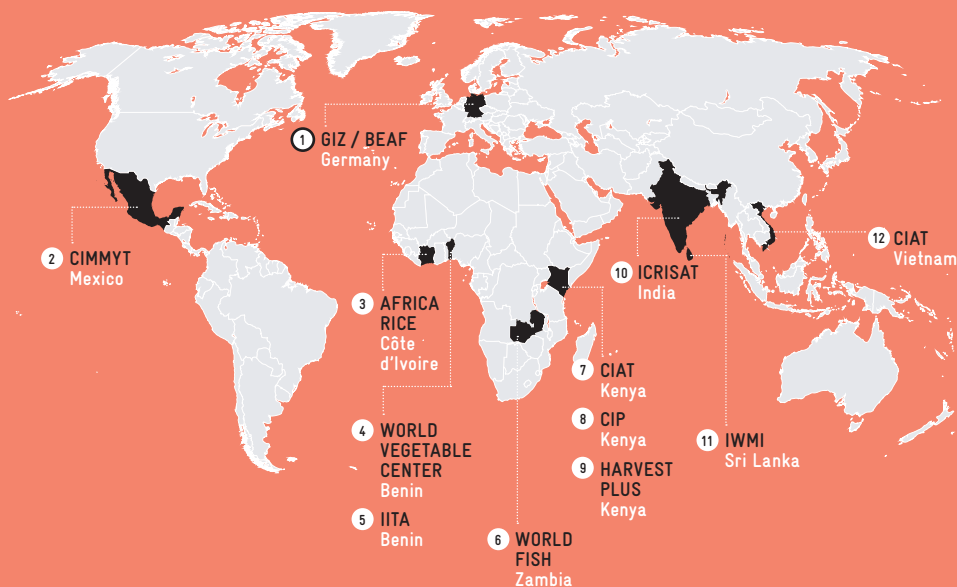 1 GIZ / BEAF
Germany
2 CIMMYT
Mexico
3 AFRICA
RICE
Côte
d'Ivoire
4 WORLD
VEGETABLE
CENTER
Benin
5 IITA
Benin
6 WORLD
FISH
Zambia
7 CIAT
Kenya
8 CIP
Kenya
9 HARVEST
PLUS
Kenya
10 ICRISAT
India
11 IWMI
Sri Lanka
12 CIAT
Vietnam